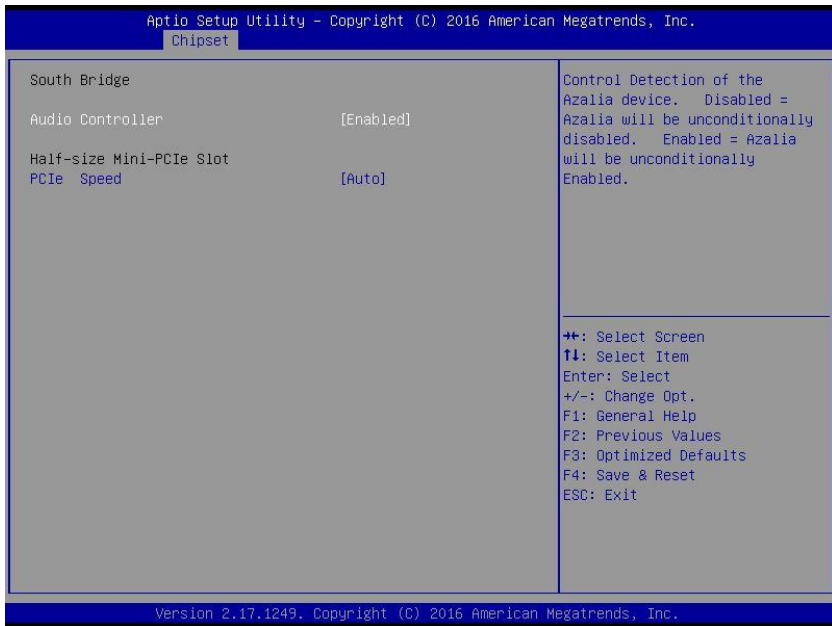 Aptio Setup Utility – Copyright (C) 2016 American Megatrends, Inc.
Chipset
South Bridge
Audio Controller [Enabled]
Half-size Mini-PCIe Slot
PCIe Speed [Auto]
Control Detection of the
Azalia device. Disabled =
Azalia will be unconditionally
disabled. Enabled = Azalia
will be unconditionally
Enabled.
→←: Select Screen
↑↓: Select Item
Enter: Select
+/-: Change Opt.
F1: General Help
F2: Previous Values
F3: Optimized Defaults
F4: Save & Reset
ESC: Exit
Version 2.17.1249. Copyright (C) 2016 American Megatrends, Inc.